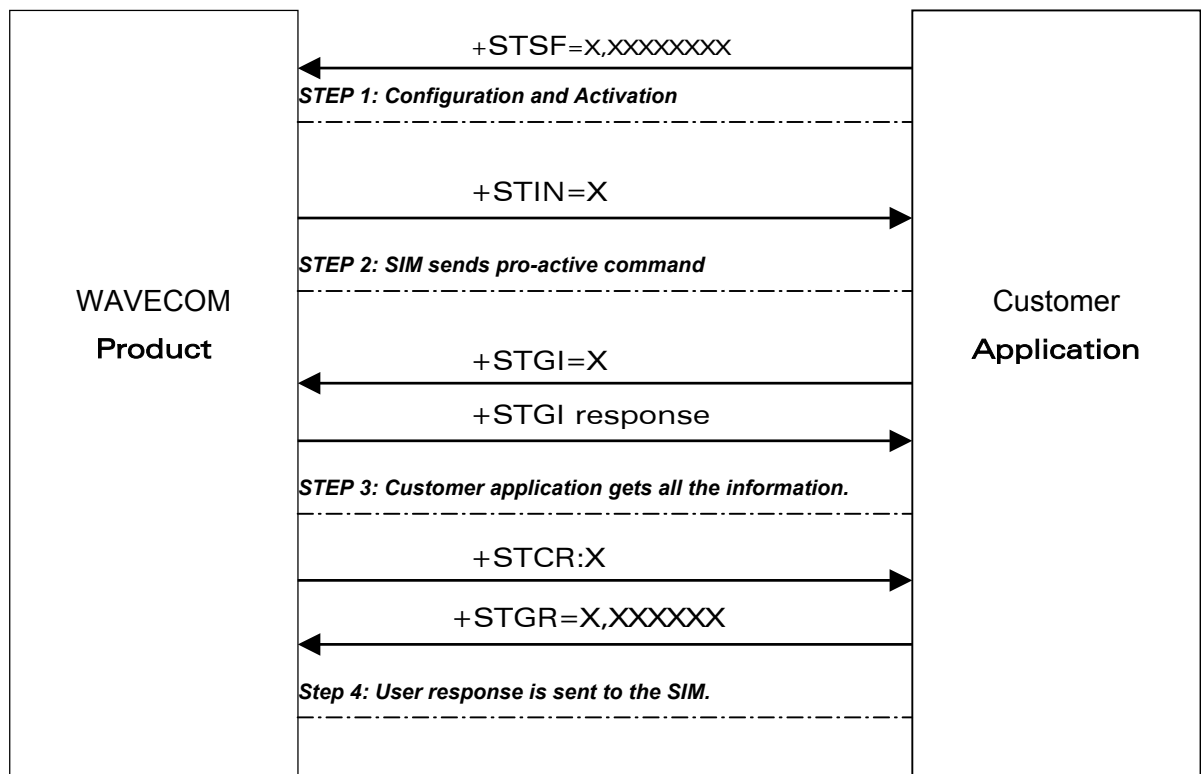 +STSF=X,XXXXXXXX
STEP 1: Configuration and Activation
+STIN=X
STEP 2: SIM sends pro-active command
WAVECOM
Product
Customer
Application
+STGI=X
+STGI response
STEP 3: Customer application gets all the information.
+STCR:X
+STGR=X,XXXXXX
Step 4: User response is sent to the SIM.